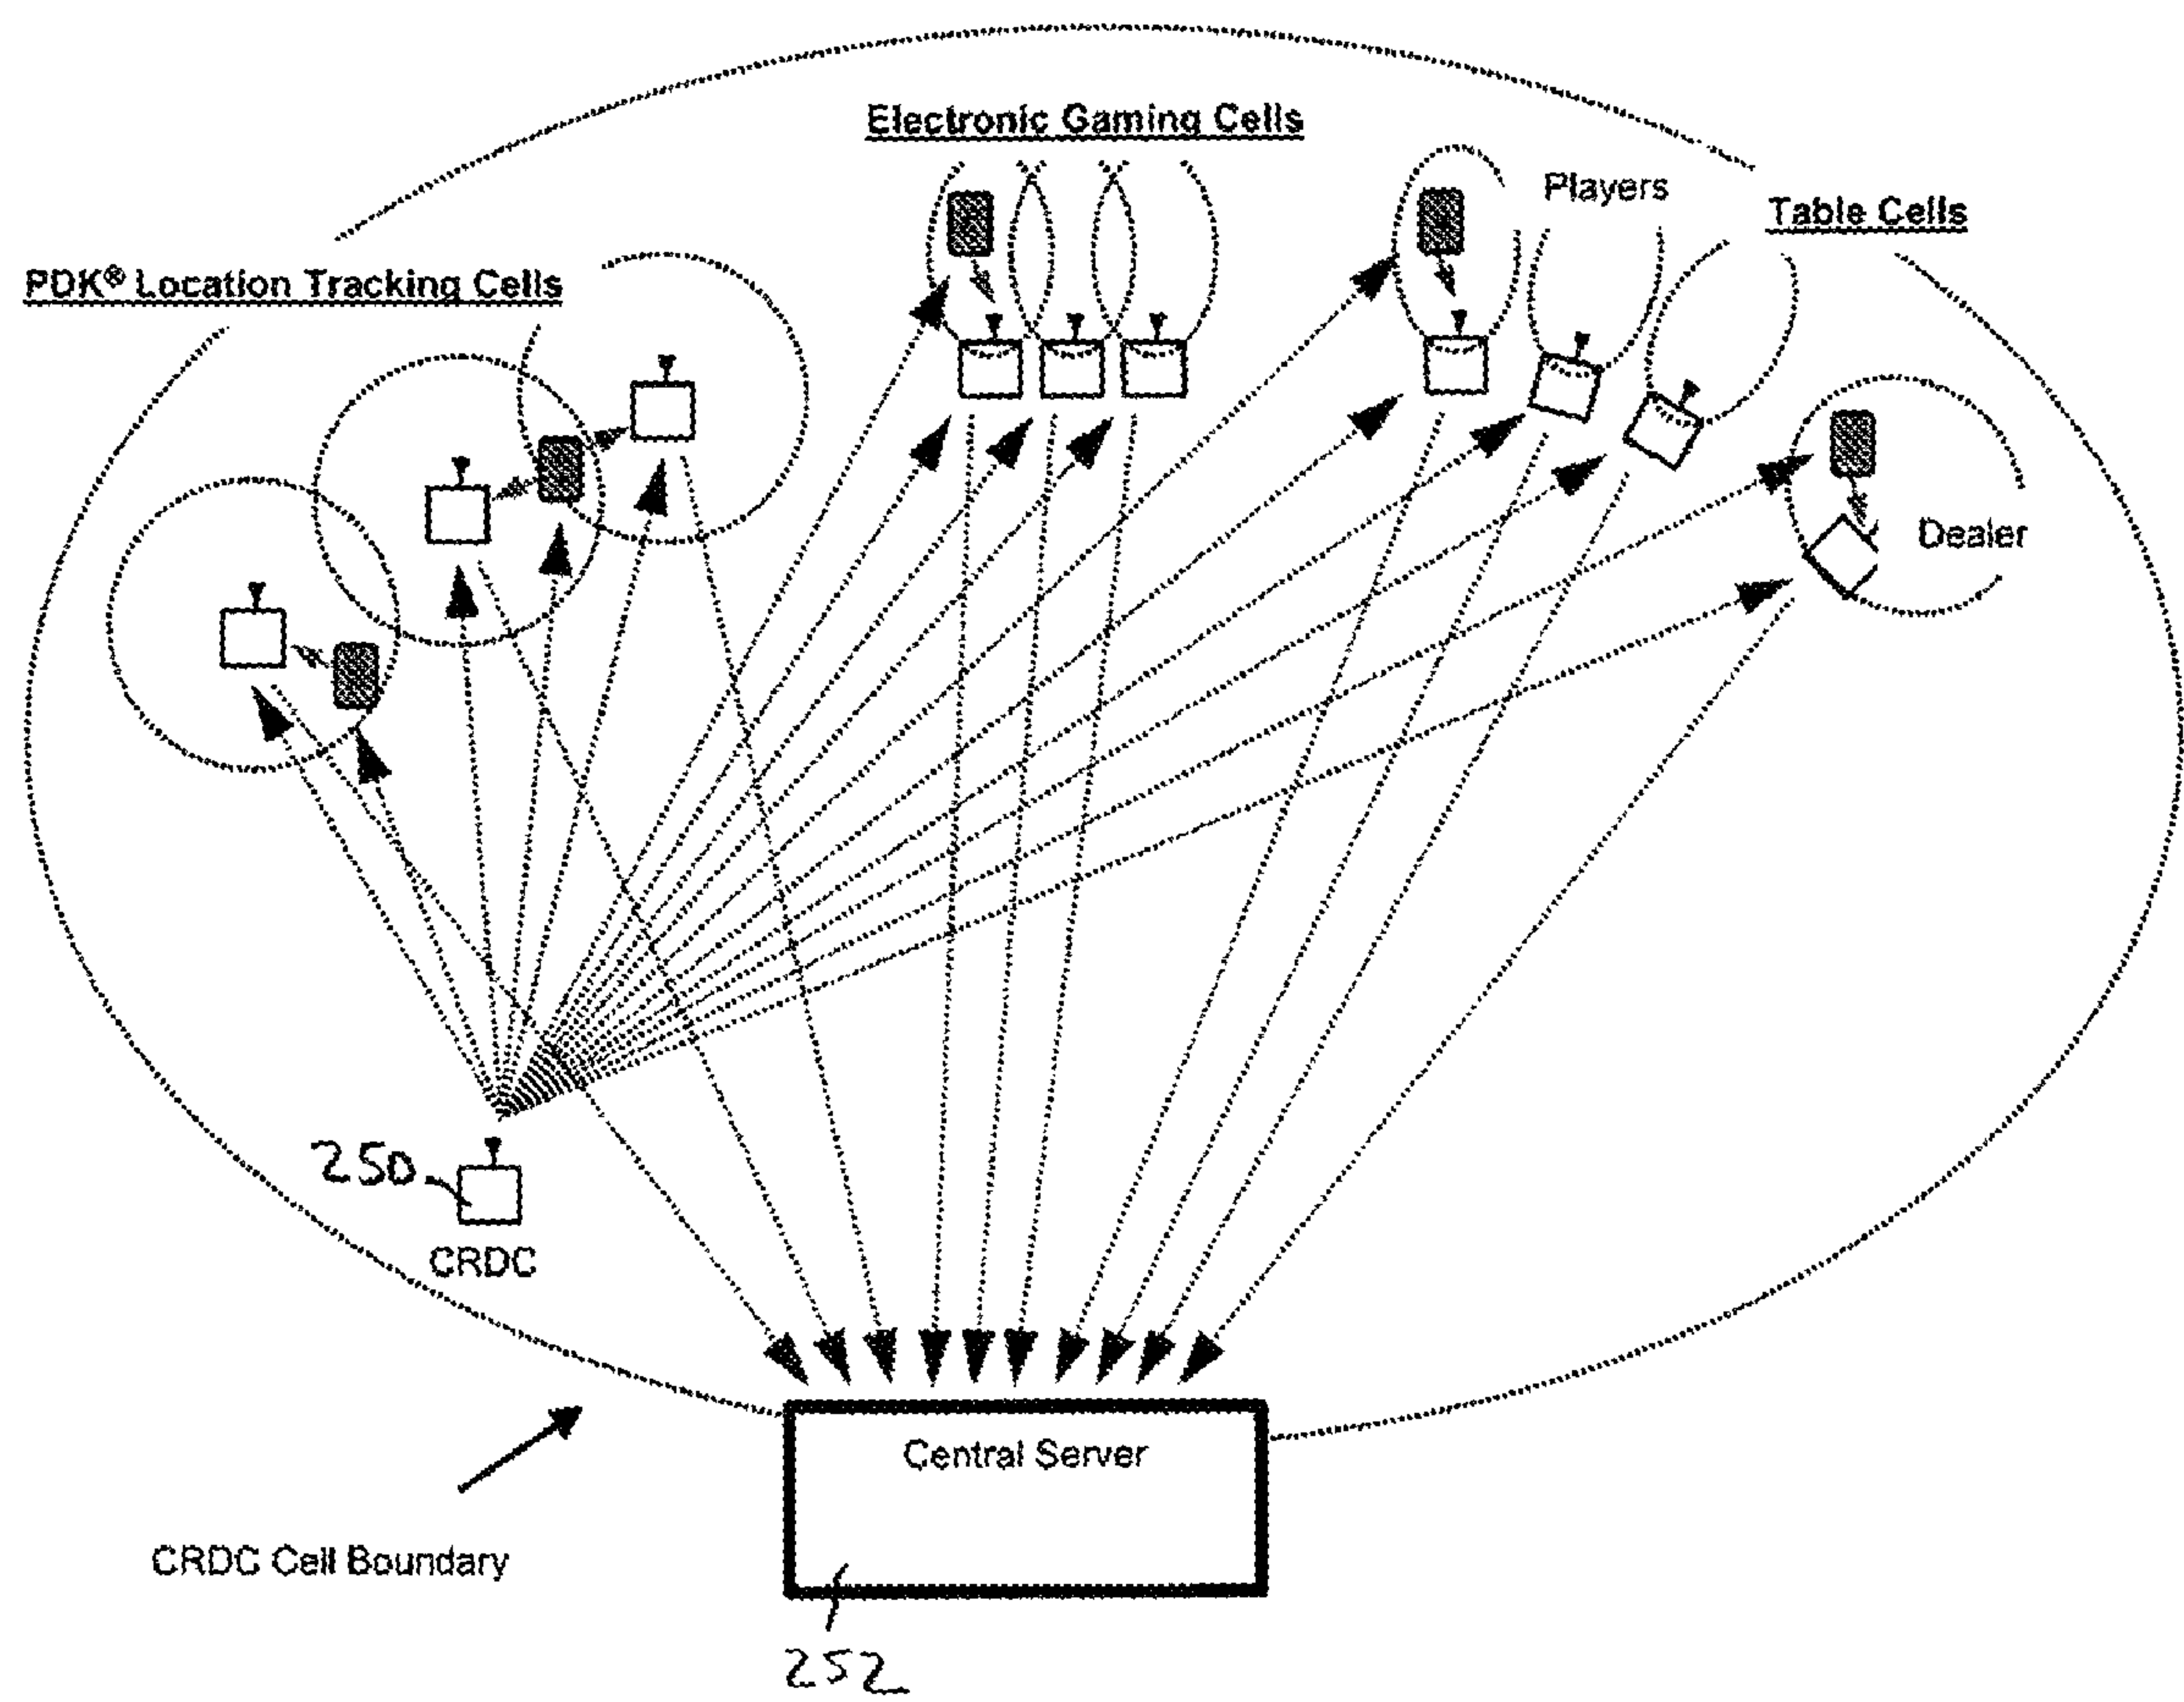 Electronic Gaming Cells
Players
Table Cells
PDK® Location Tracking Cells
Dealer
250
CRDC
Central Server
CRDC Cell Boundary
252